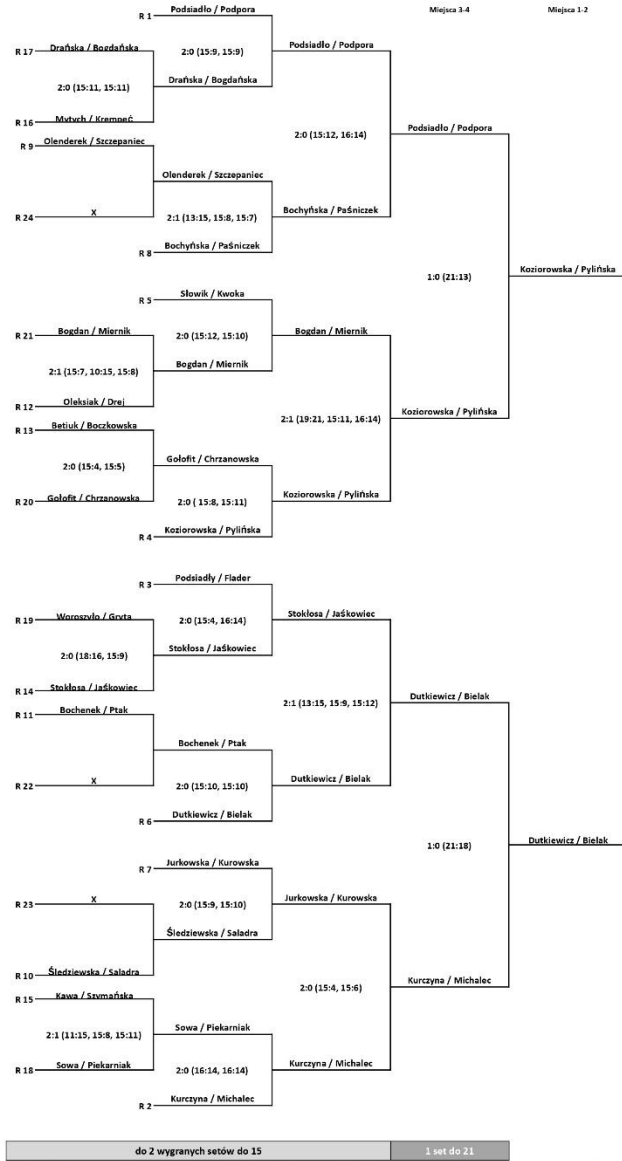 Miejsca 3-4
Miejsca 1-2
Podsiadło / Podpora
R 1
2:0 (15:9, 15:9)
Podsiadło / Podpora
R 17
Drańska / Bogdańska
2:0 (15:11, 15:11)
Drańska / Bogdańska
R 16
Mytych / Krempeć
2:0 (15:12, 16:14)
Podsiadło / Podpora
R 9
Olenderek / Szczepaniec
Olenderek / Szczepaniec
R 24
X
2:1 (13:15, 15:8, 15:7)
Bochyńska / Paśniczek
R 8
Bochyńska / Paśniczek
1:0 (21:13)
Koziorowska / Pylińska
R 5
Słowik / Kwoka
2:0 (15:12, 15:10)
Bogdan / Miernik
R 21
Bogdan / Miernik
2:1 (15:7, 10:15, 15:8)
Bogdan / Miernik
R 12
Oleksiak / Drej
2:1 (19:21, 15:11, 16:14)
Koziorowska / Pylińska
R 13
Betiuk / Boczkowska
2:0 (15:4, 15:5)
Gołofit / Chrzanowska
R 20
Gołofit / Chrzanowska
2:0 ( 15:8, 15:11)
Koziorowska / Pylińska
R 4
Koziorowska / Pylińska
R 3
Podsiadły / Flader
2:0 (15:4, 16:14)
Stokłosa / Jaśkowiec
R 19
Woroszyło / Gryta
2:0 (18:16, 15:9)
Stokłosa / Jaśkowiec
R 14
Stokłosa / Jaśkowiec
2:1 (13:15, 15:9, 15:12)
Dutkiewicz / Bielak
R 11
Bochenek / Ptak
Bochenek / Ptak
R 22
X
2:0 (15:10, 15:10)
Dutkiewicz / Bielak
R 6
Dutkiewicz / Bielak
1:0 (21:18)
Dutkiewicz / Bielak
R 7
Jurkowska / Kurowska
2:0 (15:9, 15:10)
Jurkowska / Kurowska
R 23
X
Śledziewska / Saładra
R 10
Śledziewska / Saładra
2:0 (15:4, 15:6)
Kurczyna / Michalec
R 15
Kawa / Szymańska
2:1 (11:15, 15:8, 15:11)
Sowa / Piekarniak
R 18
Sowa / Piekarniak
2:0 (16:14, 16:14)
Kurczyna / Michalec
R 2
Kurczyna / Michalec
do 2 wygranych setów do 15
1 set do 21